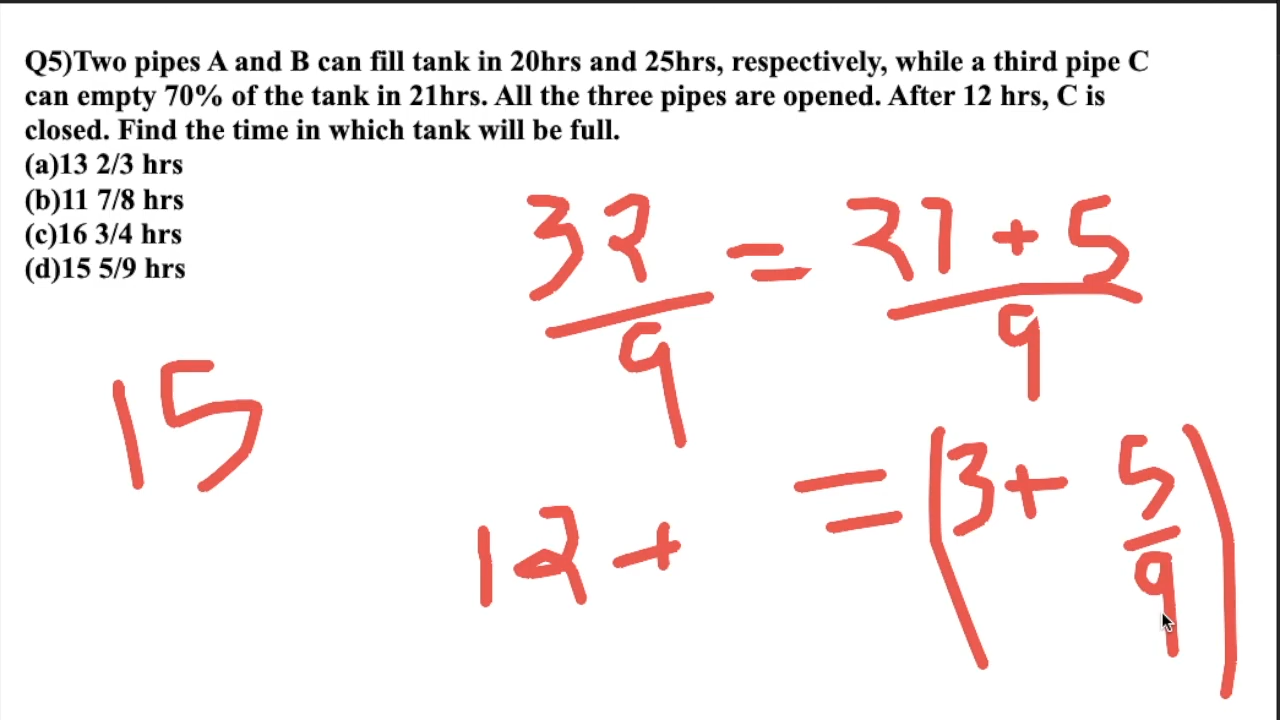 Q5)Two pipes A and B can fill tank in 20hrs and 25hrs, respectively, while a third pipe C
can empty 70% of the tank in 21hrs. All the three pipes are opened. After 12 hrs, C is
closed. Find the time in which tank will be full.
(a)13 2/3 hrs
(b)11 7/8 hrs
(c)16 3/4 hrs
(d)15 5/9 hrs
32/9 = 27+5/9
15
= (3+ 5/9)
12 +